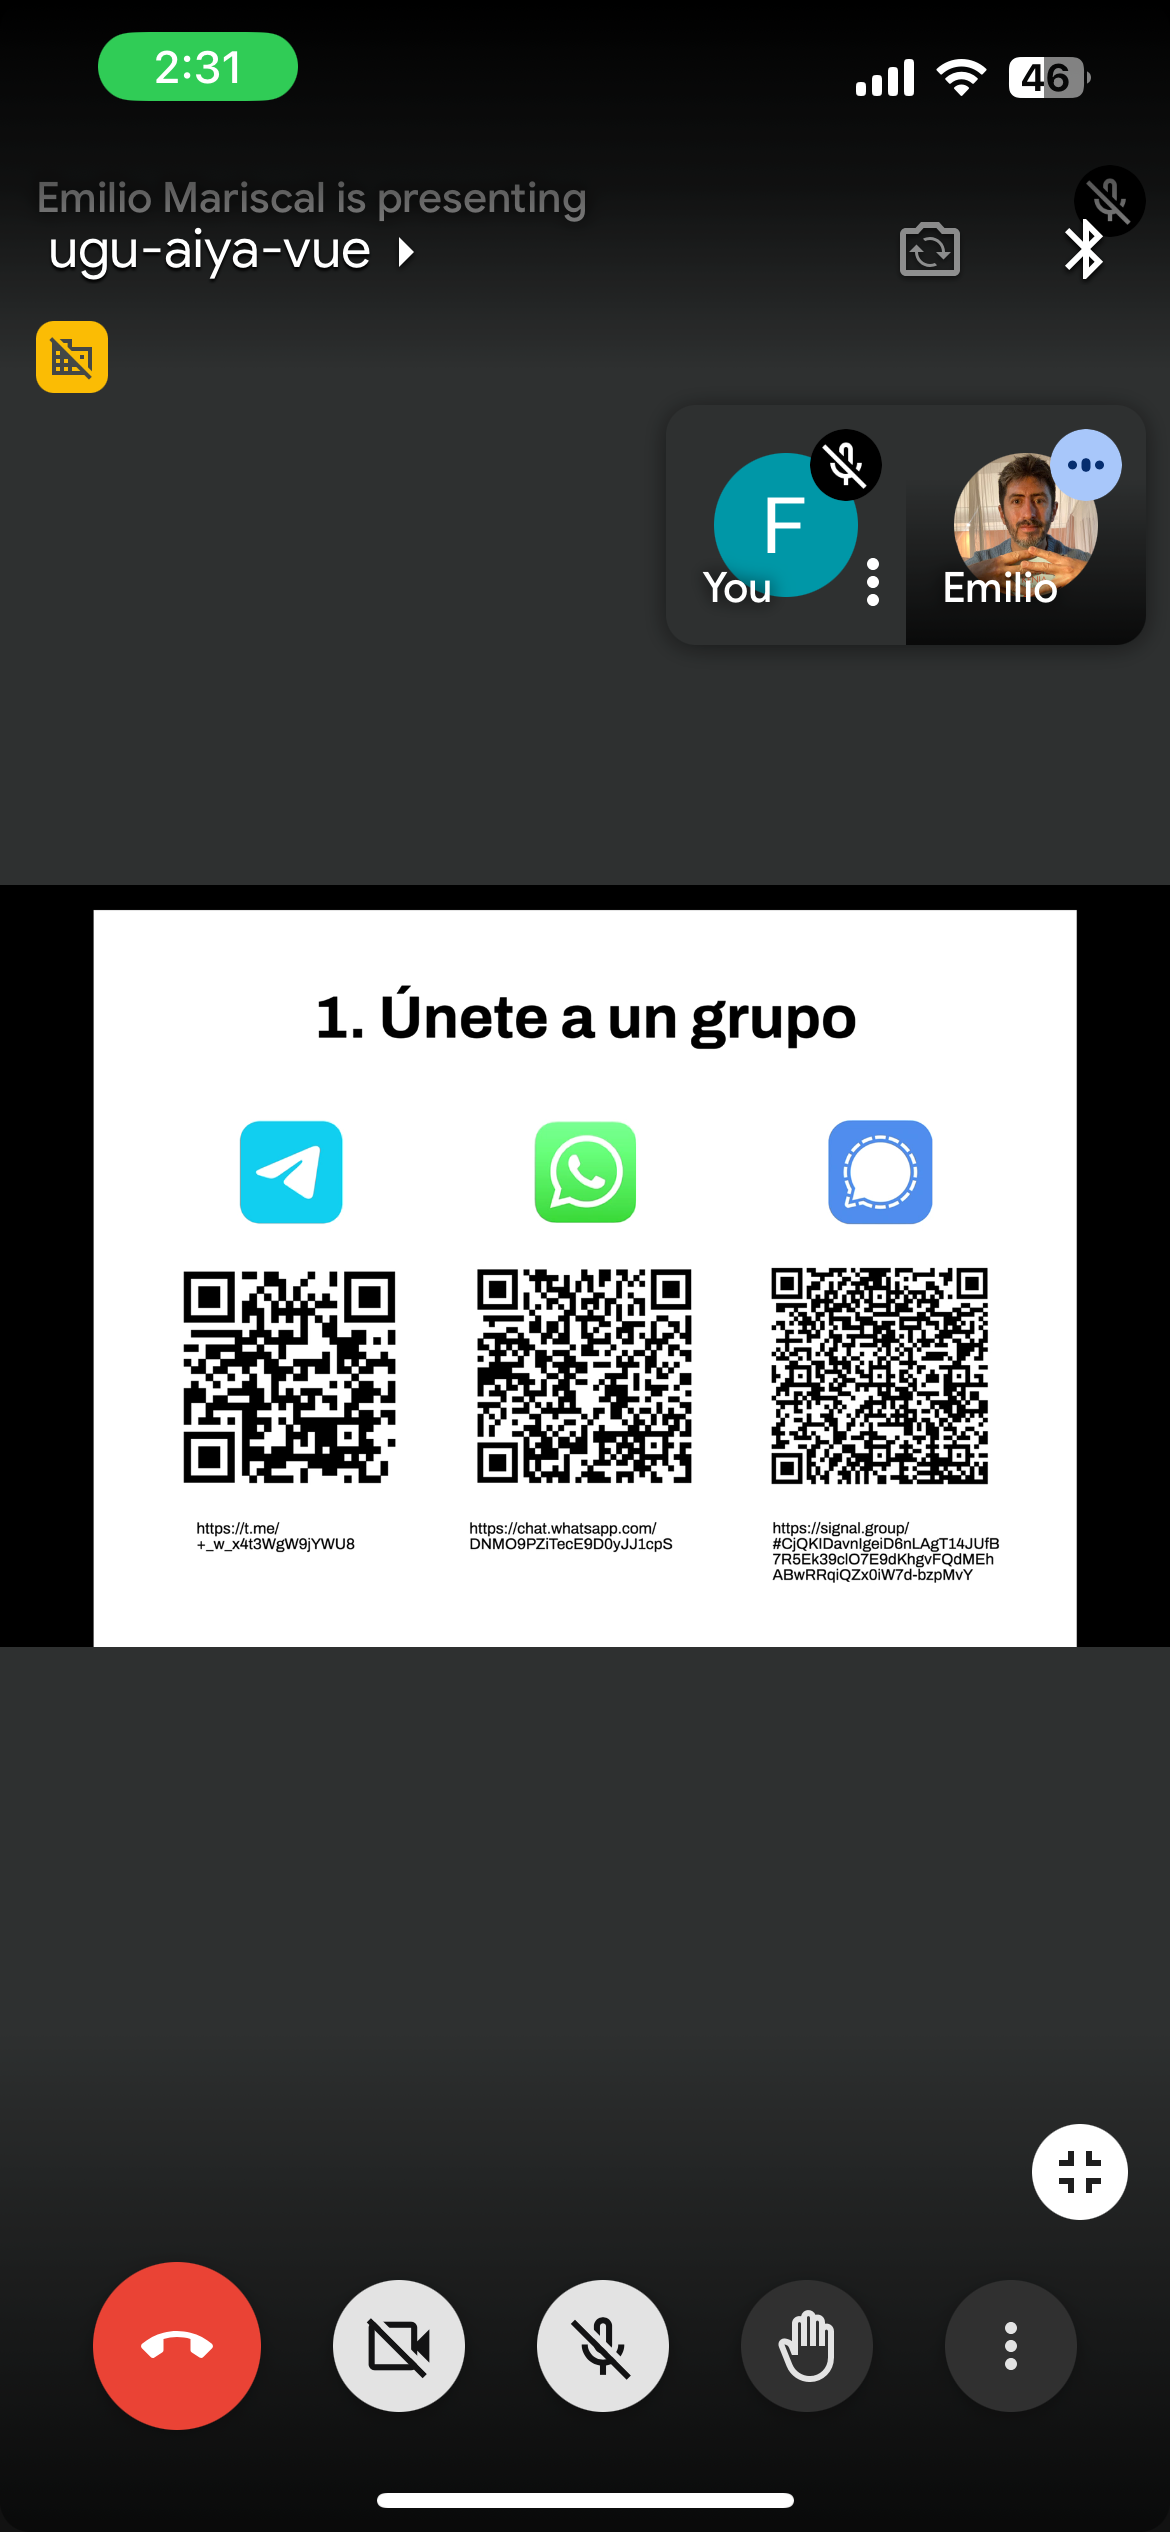 2:31
46
Emilio Mariscal is presenting
ugu-aiya-vue
F
You
Emilio
1. Únete a un grupo
https://t.me/
+_w_x4t3WgW9jYWU8
https://chat.whatsapp.com/
DNMO9PZiTecE9D0yJJ1cpS
https://signal.group/
#CjQKIDavnIgeiD6nLAgT14JUfB
7R5Ek39clO7E9dKhgvFQdMEh
ABwRRqiQZx0iW7d-bzpMvY